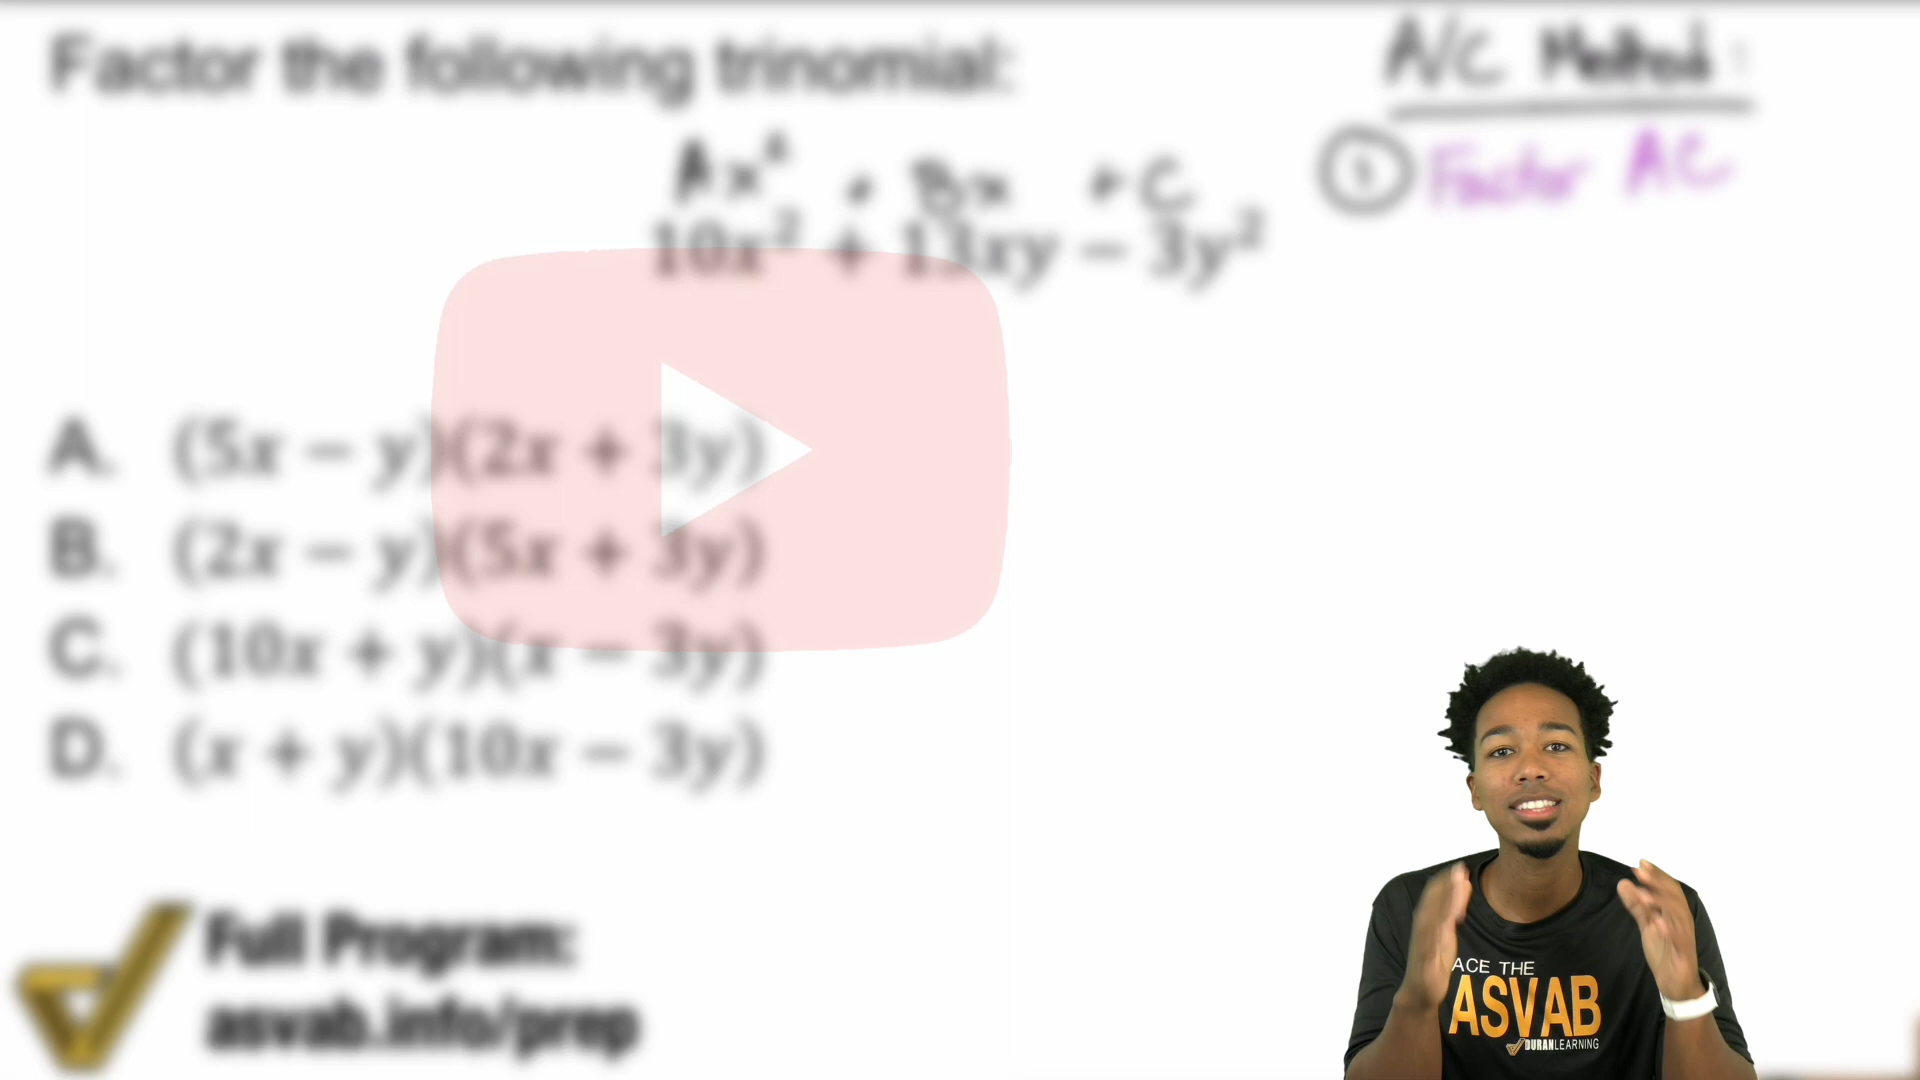 Factor the following trinomial:
A/C Method:
① Factor AC
Ax² + Bx + C
10x² + 13xy − 3y²
A. (5x − y)(2x + 3y)
B. (2x − y)(5x + 3y)
C. (10x + y)(x − 3y)
D. (x + y)(10x − 3y)
Full Program:
asvab.info/prep
ACE THE
ASVAB
DURANLEARNING